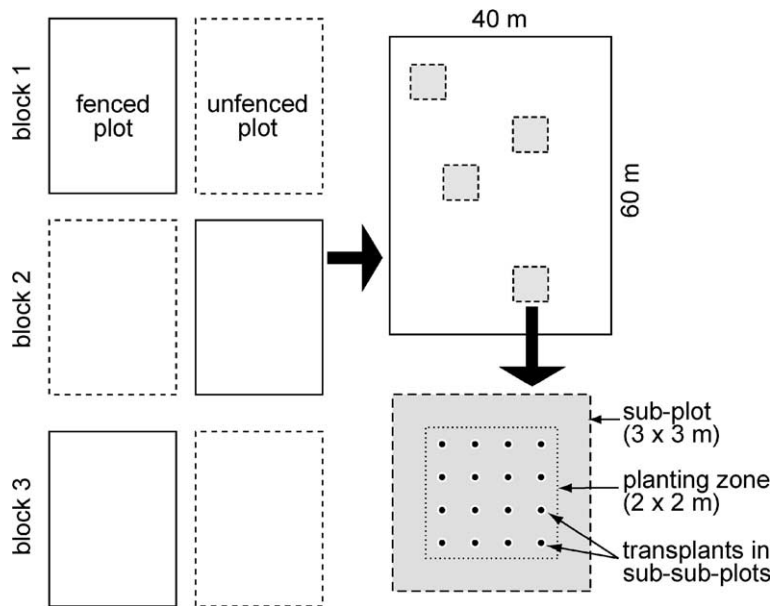 block 1
fenced
plot
unfenced
plot
block 2
block 3
40 m
60 m
sub-plot
(3 x 3 m)
planting zone
(2 x 2 m)
transplants in
sub-sub-plots